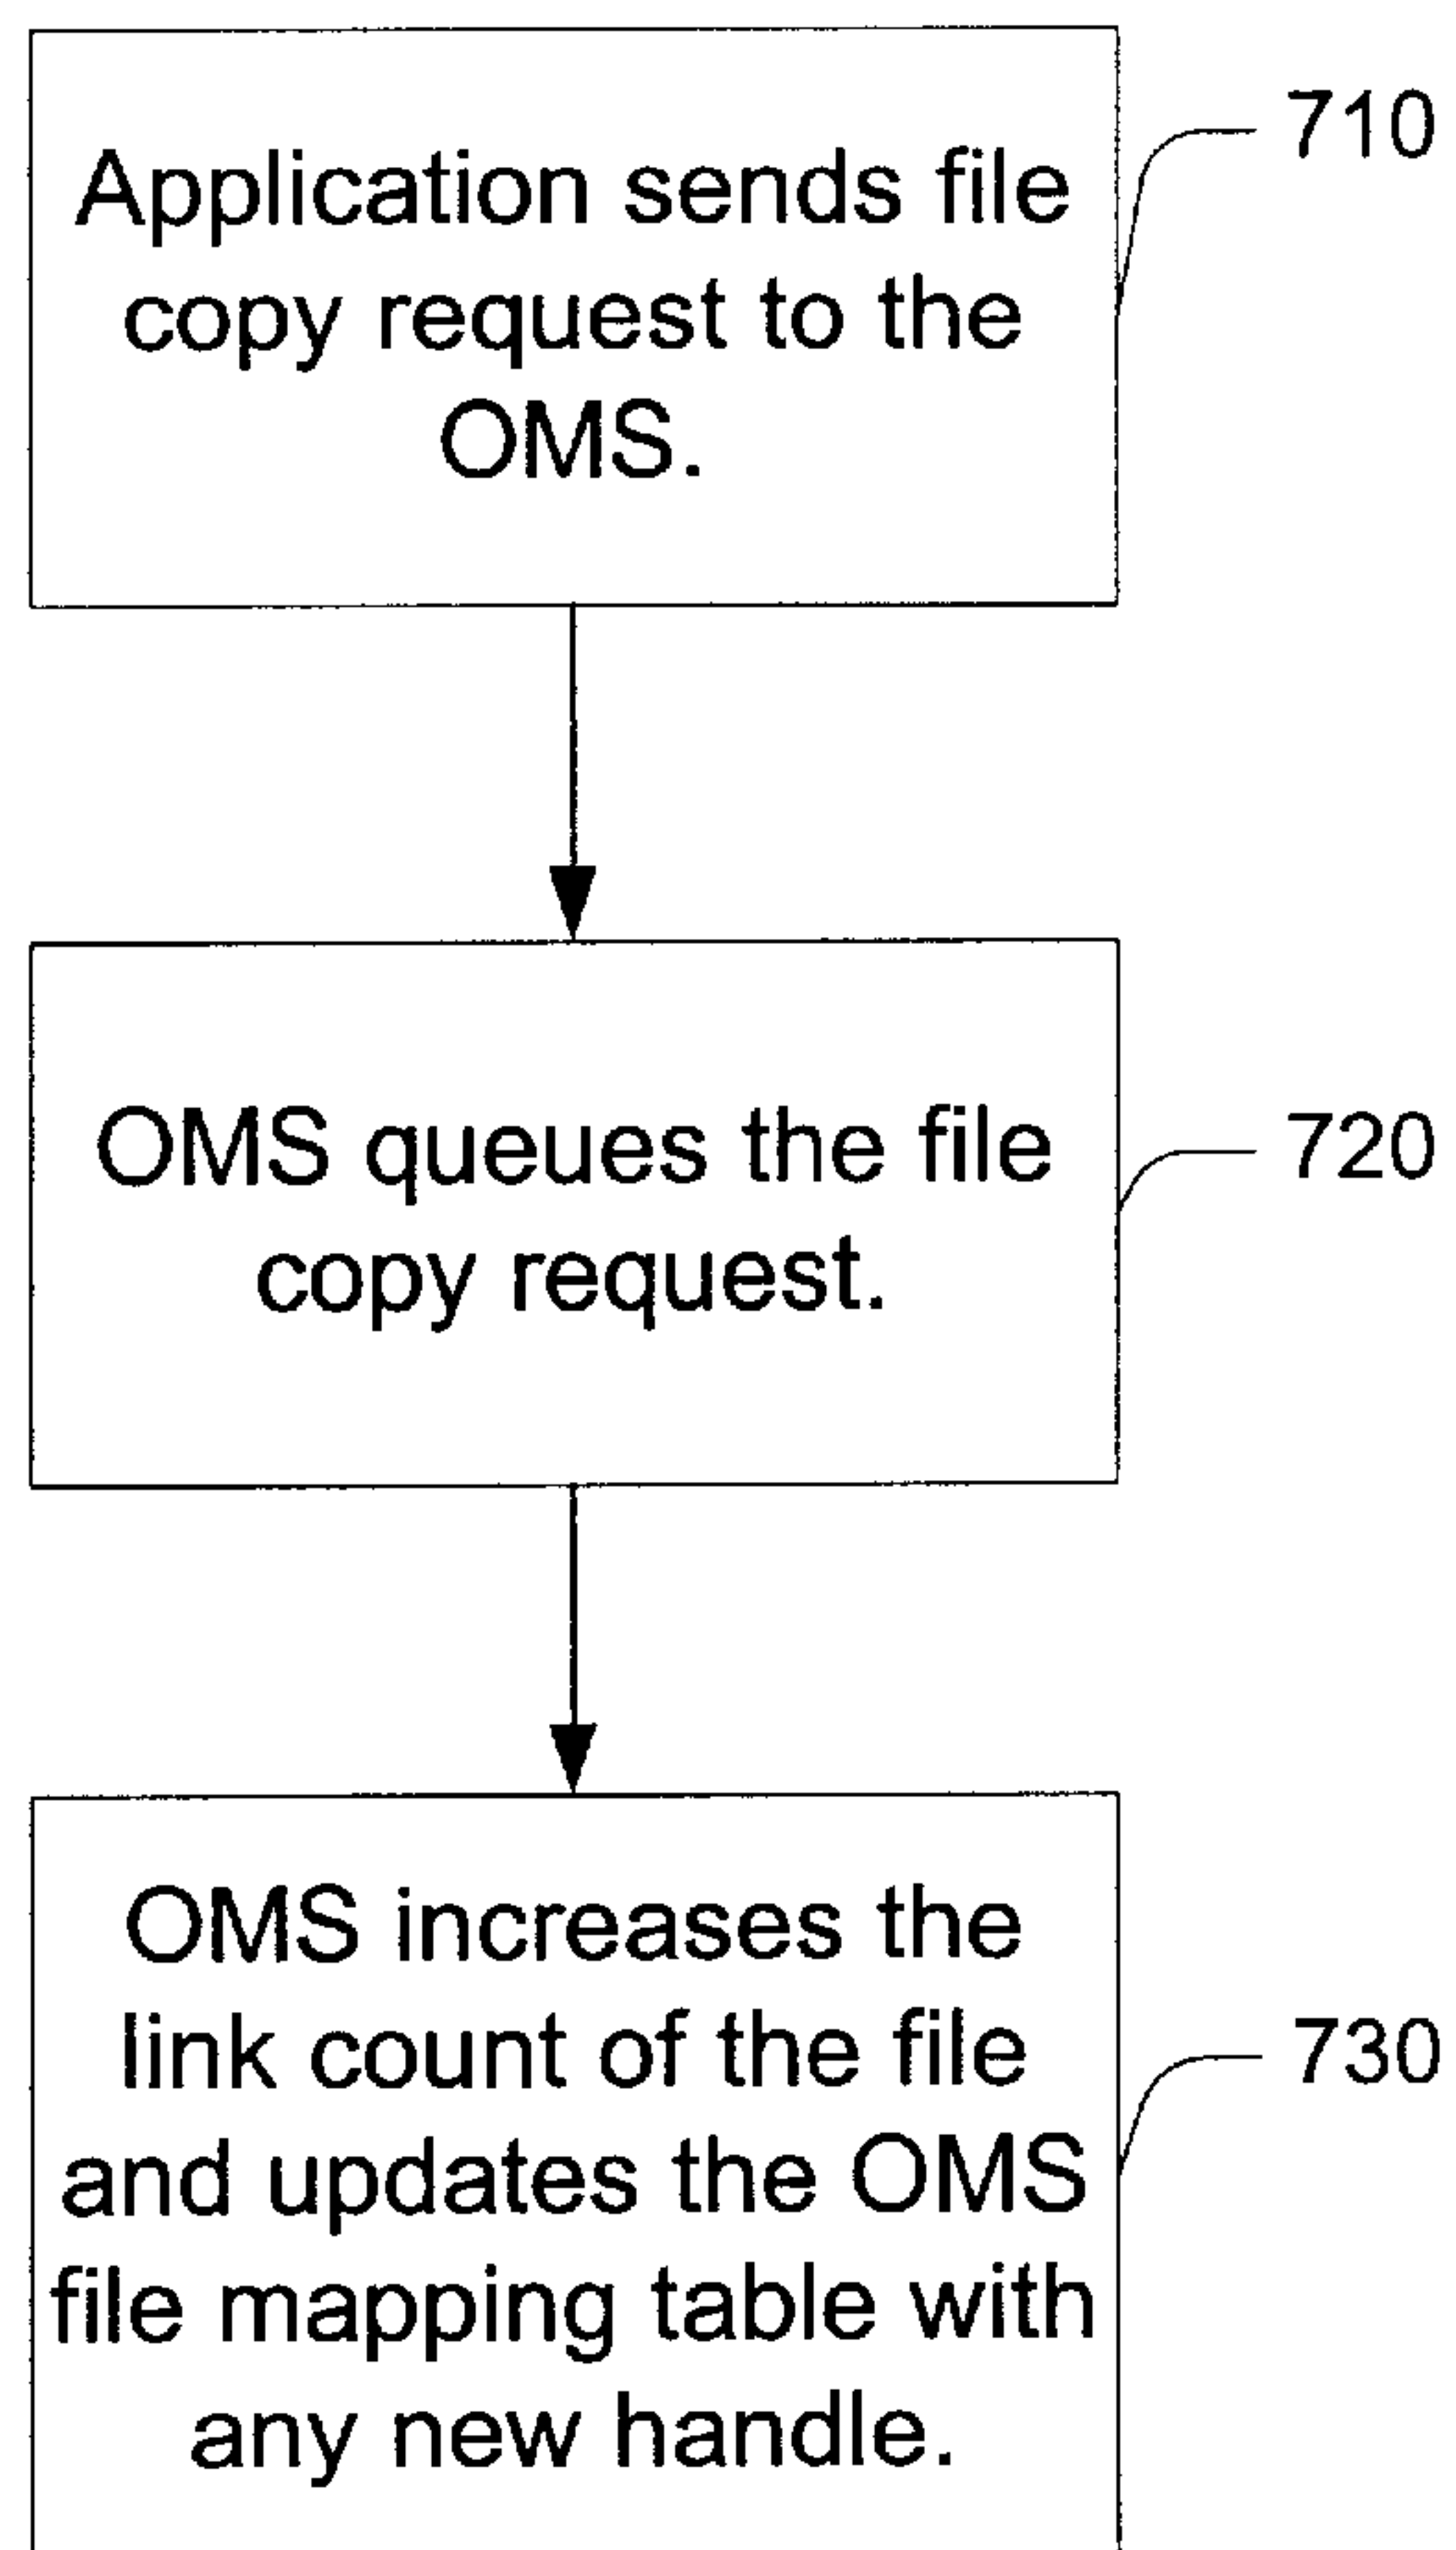 Application sends file
copy request to the
OMS.
710
OMS queues the file
copy request.
720
OMS increases the
link count of the file
and updates the OMS
file mapping table with
any new handle.
730